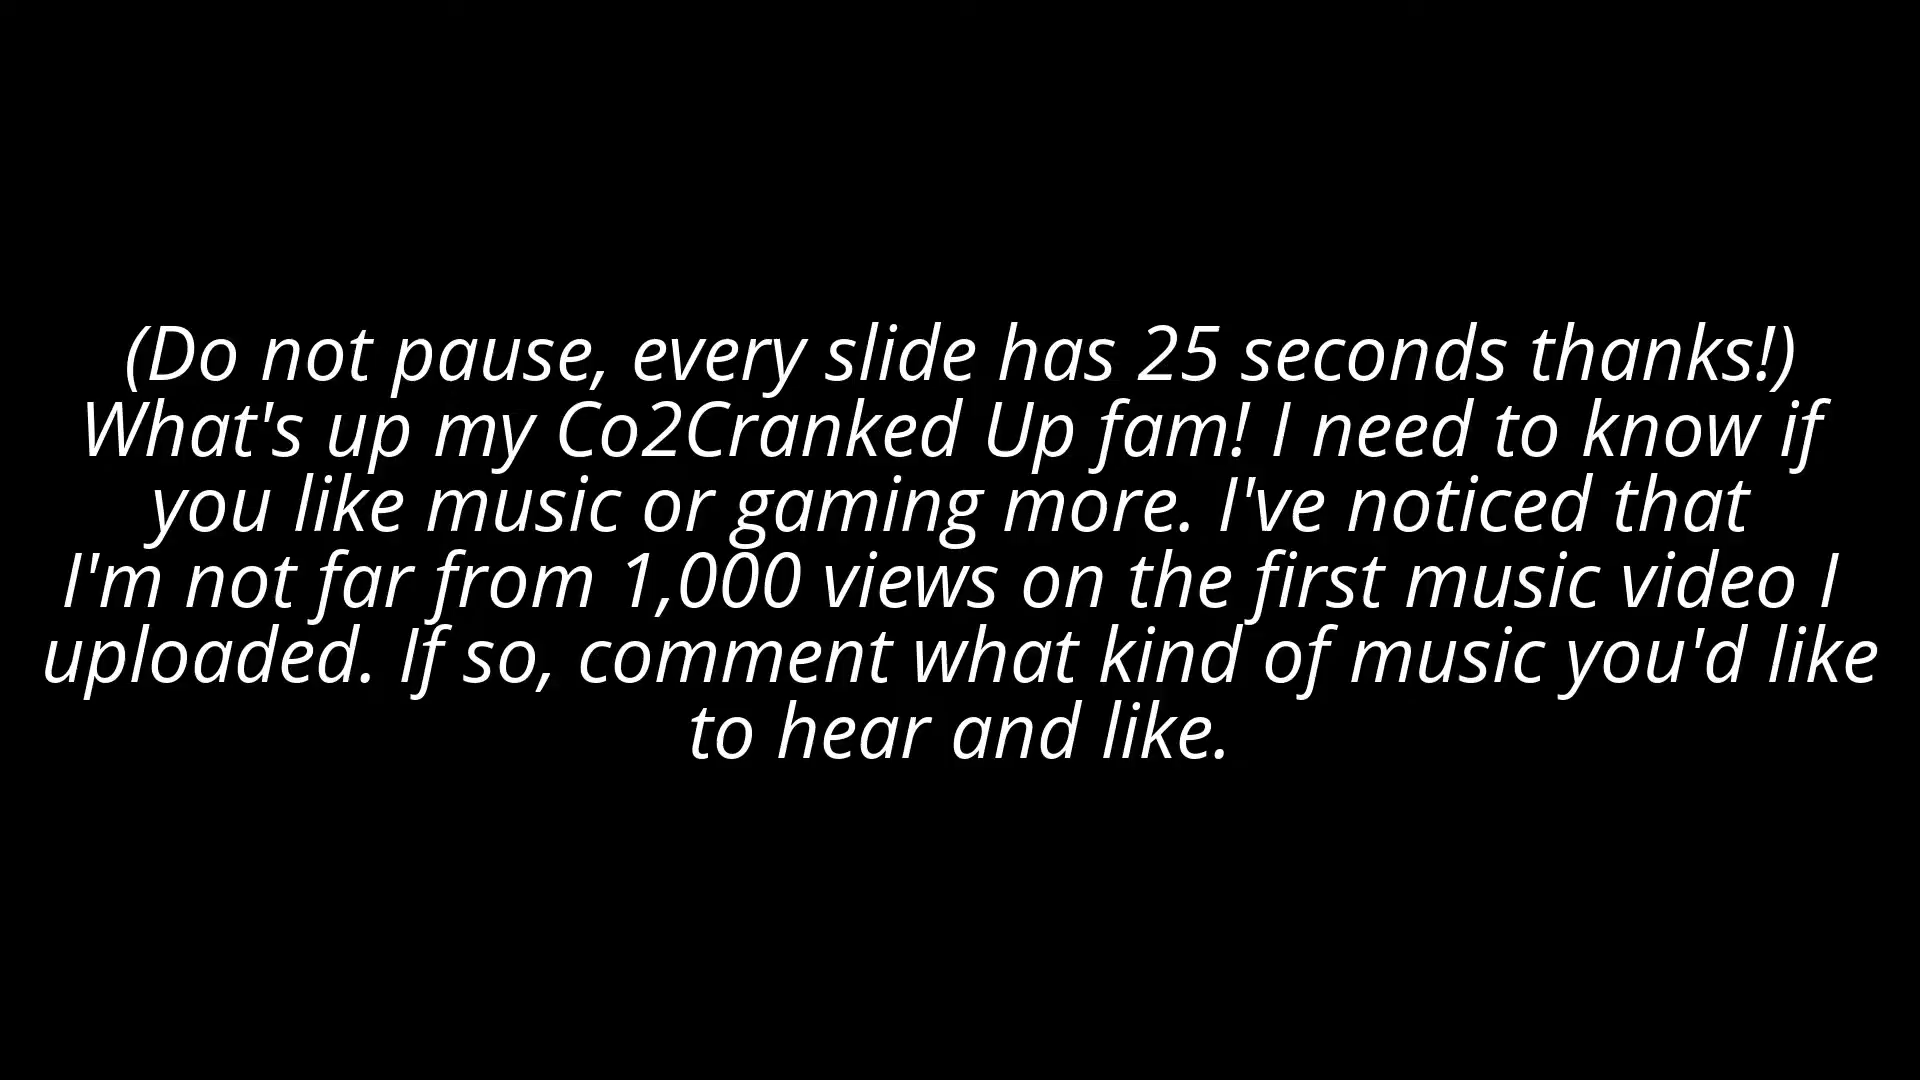 (Do not pause, every slide has 25 seconds thanks!)
What's up my Co2Cranked Up fam! I need to know if
you like music or gaming more. I've noticed that
I'm not far from 1,000 views on the first music video I
uploaded. If so, comment what kind of music you'd like
to hear and like.